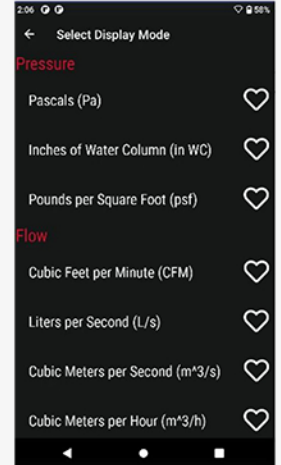 2:06
58%
Select Display Mode
Pressure
Pascals (Pa)
Inches of Water Column (in WC)
Pounds per Square Foot (psf)
Flow
Cubic Feet per Minute (CFM)
Liters per Second (L/s)
Cubic Meters per Second (m^3/s)
Cubic Meters per Hour (m^3/h)